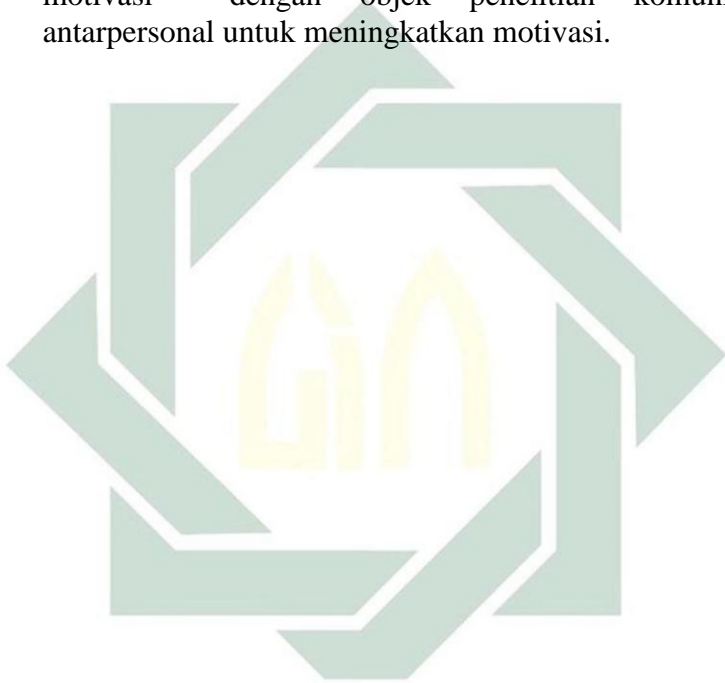 motivasi dengan objek penelitian
antarpersonal untuk meningkatkan motivasi.